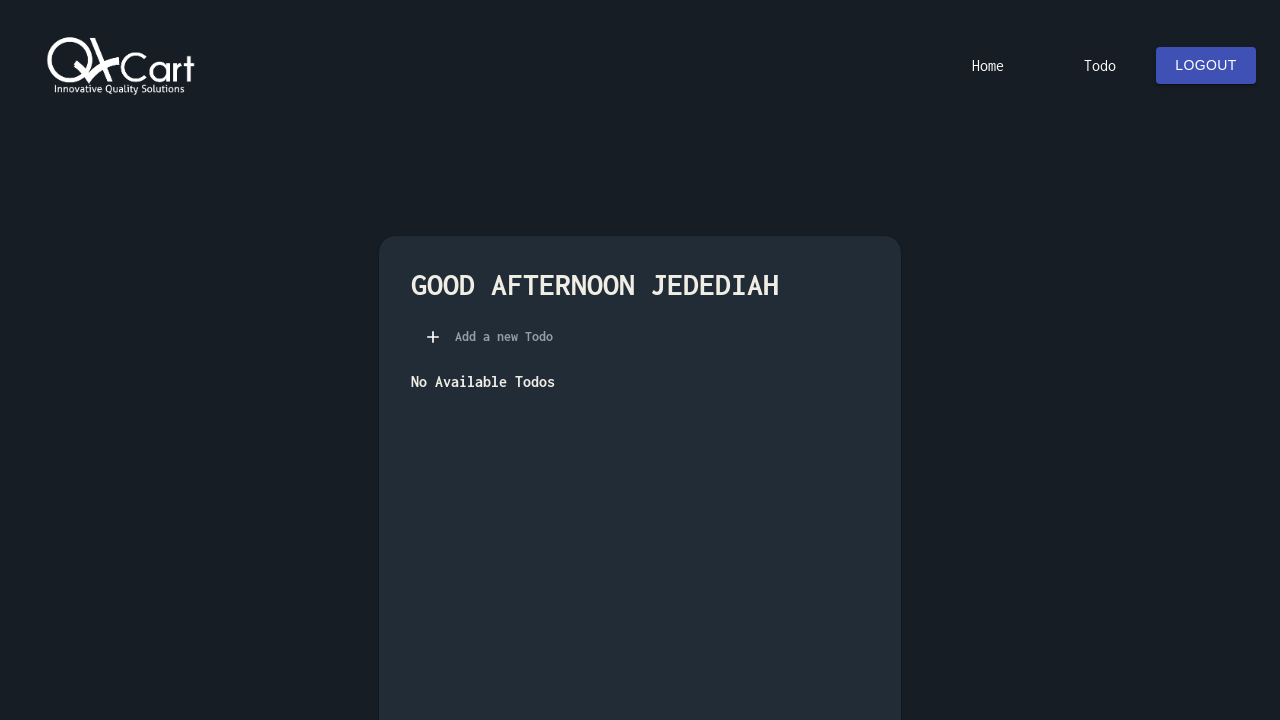 QACart
Innovative Quality Solutions
Home
Todo
LOGOUT
GOOD AFTERNOON JEDEDIAH
+ Add a new Todo
No Available Todos